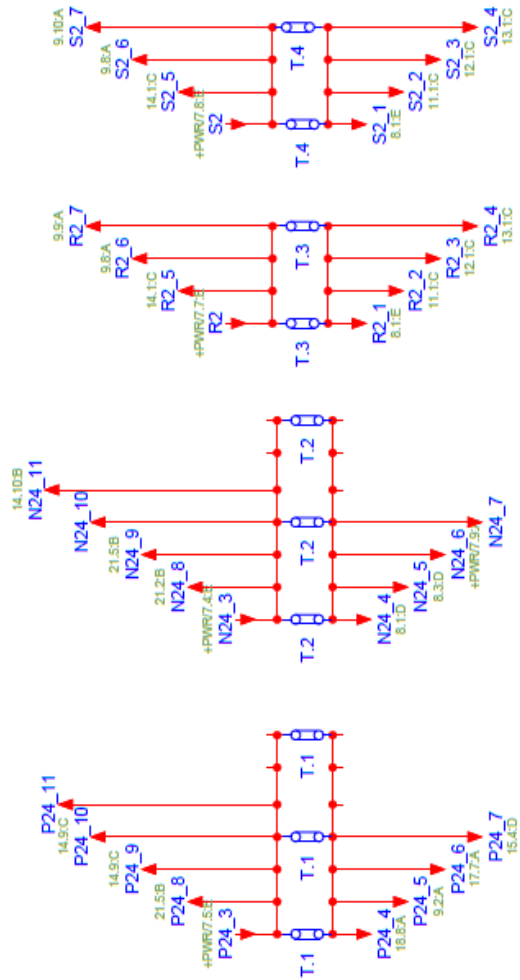 P24_11
14.9:C
P24_10
14.9:C
P24_9
21.5:B
P24_8
+PWR/7.5:E
P24_3
T.1
T.1
T.1
P24_4
18.8:A
P24_5
9.2:A
P24_6
17.7:A
P24_7
15.4:D
14.10:B
N24_11
N24_10
21.5:B
N24_9
21.2:B
N24_8
+PWR/7.4:E
N24_3
T.2
T.2
T.2
N24_4
8.1:D
N24_5
8.3:D
N24_6
N24_7
9.9:A
R2_7
9.8:A
R2_6
14.1:C
R2_5
+PWR/7.7:E
R2
T.3
T.3
R2_1
8.1:E
R2_2
11.1:C
R2_3
12.1:C
R2_4
13.1:C
9.10:A
S2_7
9.8:A
S2_6
14.1:C
S2_5
+PWR/7.8:E
S2
T.4
T.4
S2_1
8.1:E
S2_2
11.1:C
S2_3
12.1:C
S2_4
13.1:C